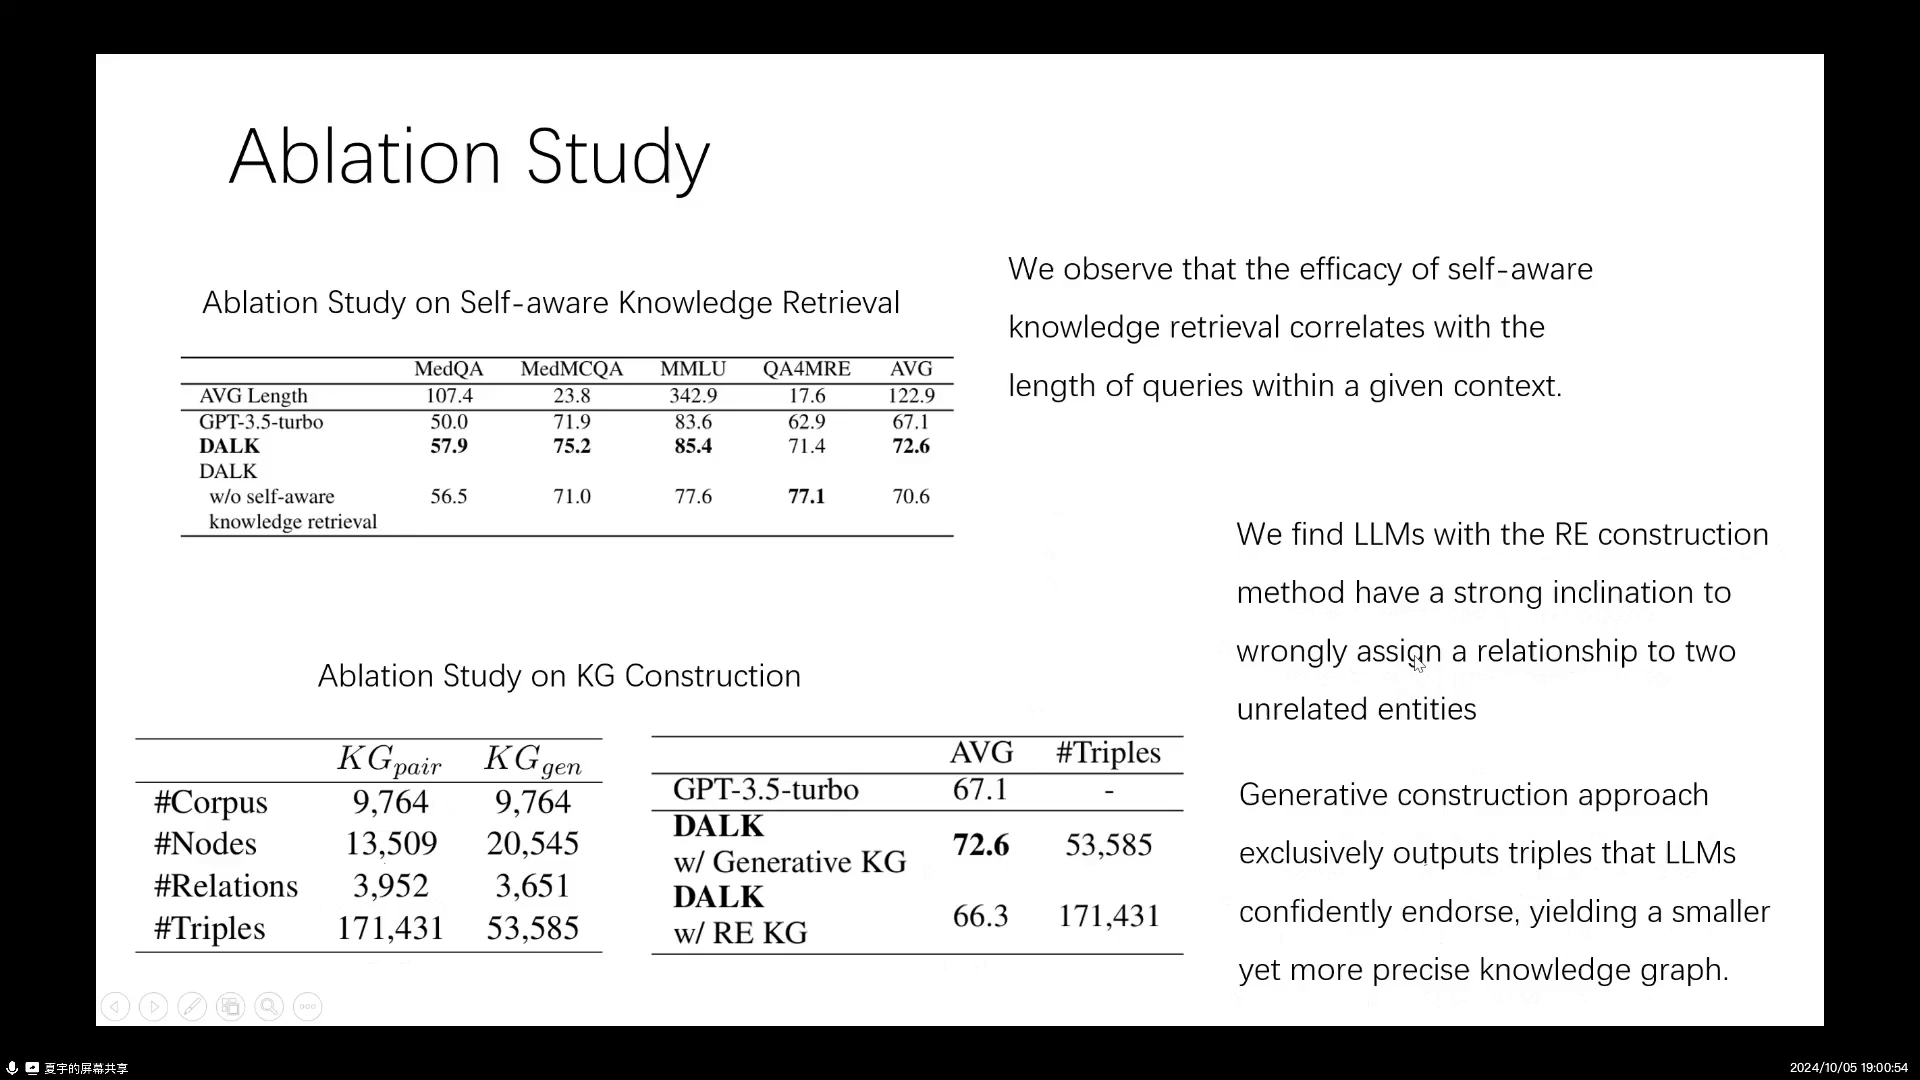 Ablation Study
Ablation Study on Self-aware Knowledge Retrieval
MedQA MedMCQA MMLU QA4MRE AVG
AVG Length 107.4 23.8 342.9 17.6 122.9
GPT-3.5-turbo 50.0 71.9 83.6 62.9 67.1
DALK 57.9 75.2 85.4 71.4 72.6
DALK
w/o self-aware 56.5 71.0 77.6 77.1 70.6
knowledge retrieval
We observe that the efficacy of self-aware
knowledge retrieval correlates with the
length of queries within a given context.
Ablation Study on KG Construction
KG_pair KG_gen
#Corpus 9,764 9,764
#Nodes 13,509 20,545
#Relations 3,952 3,651
#Triples 171,431 53,585
AVG #Triples
GPT-3.5-turbo 67.1 -
DALK
w/ Generative KG 72.6 53,585
DALK
w/ RE KG 66.3 171,431
We find LLMs with the RE construction
method have a strong inclination to
wrongly assign a relationship to two
unrelated entities
Generative construction approach
exclusively outputs triples that LLMs
confidently endorse, yielding a smaller
yet more precise knowledge graph.
夏宇的屏幕共享
2024/10/05 19:00:54